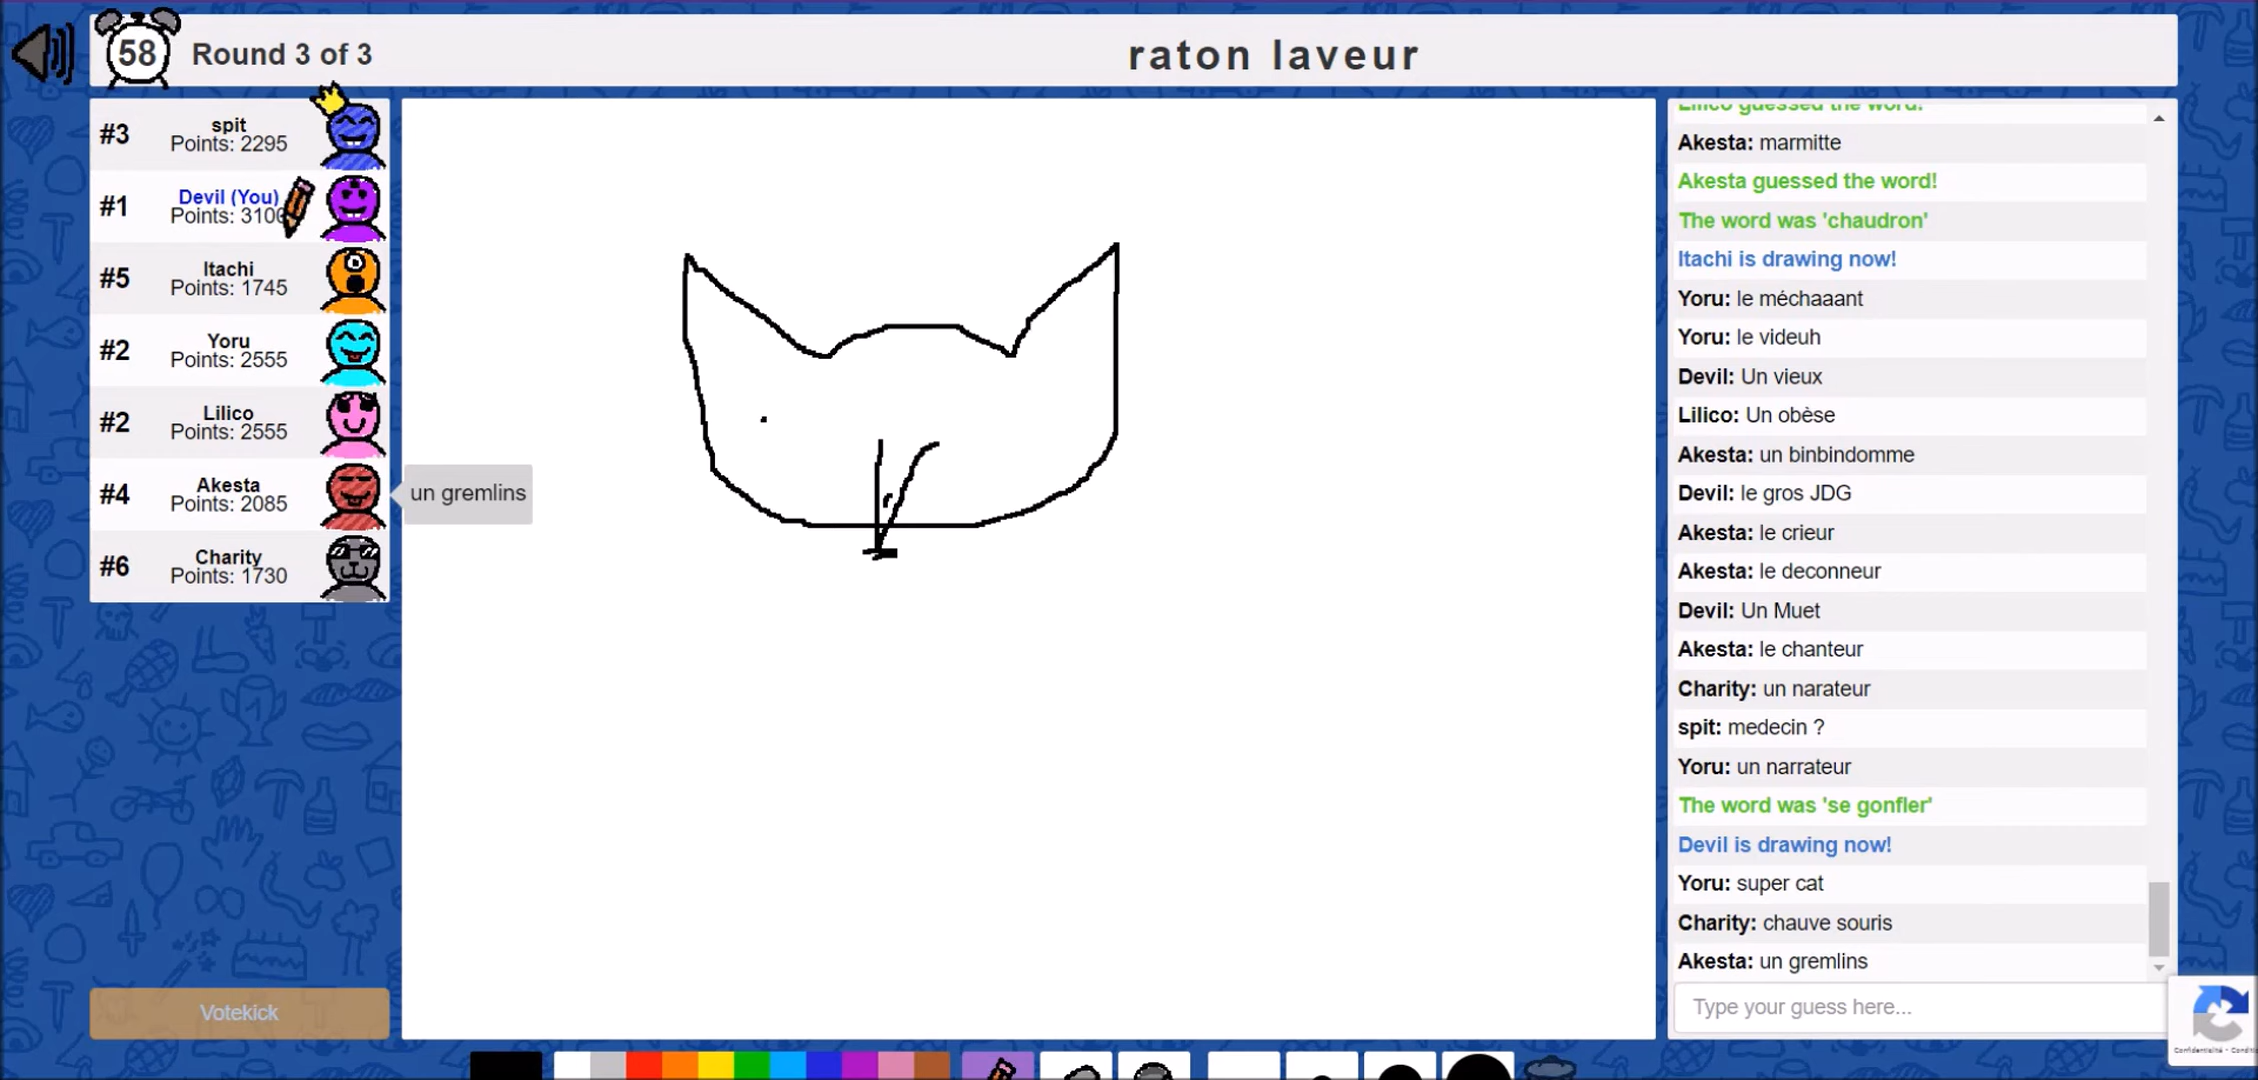 58
Round 3 of 3
raton laveur
#3
spit
Points: 2295
#1
Devil (You)
Points: 3100
#5
Itachi
Points: 1745
#2
Yoru
Points: 2555
#2
Lilico
Points: 2555
#4
Akesta
Points: 2085
#6
Charity
Points: 1730
un gremlins
Votekick
Lilico guessed the word!
Akesta: marmitte
Akesta guessed the word!
The word was 'chaudron'
Itachi is drawing now!
Yoru: le méchaaant
Yoru: le videuh
Devil: Un vieux
Lilico: Un obèse
Akesta: un binbindomme
Devil: le gros JDG
Akesta: le crieur
Akesta: le deconneur
Devil: Un Muet
Akesta: le chanteur
Charity: un narateur
spit: medecin ?
Yoru: un narrateur
The word was 'se gonfler'
Devil is drawing now!
Yoru: super cat
Charity: chauve souris
Akesta: un gremlins
Type your guess here...